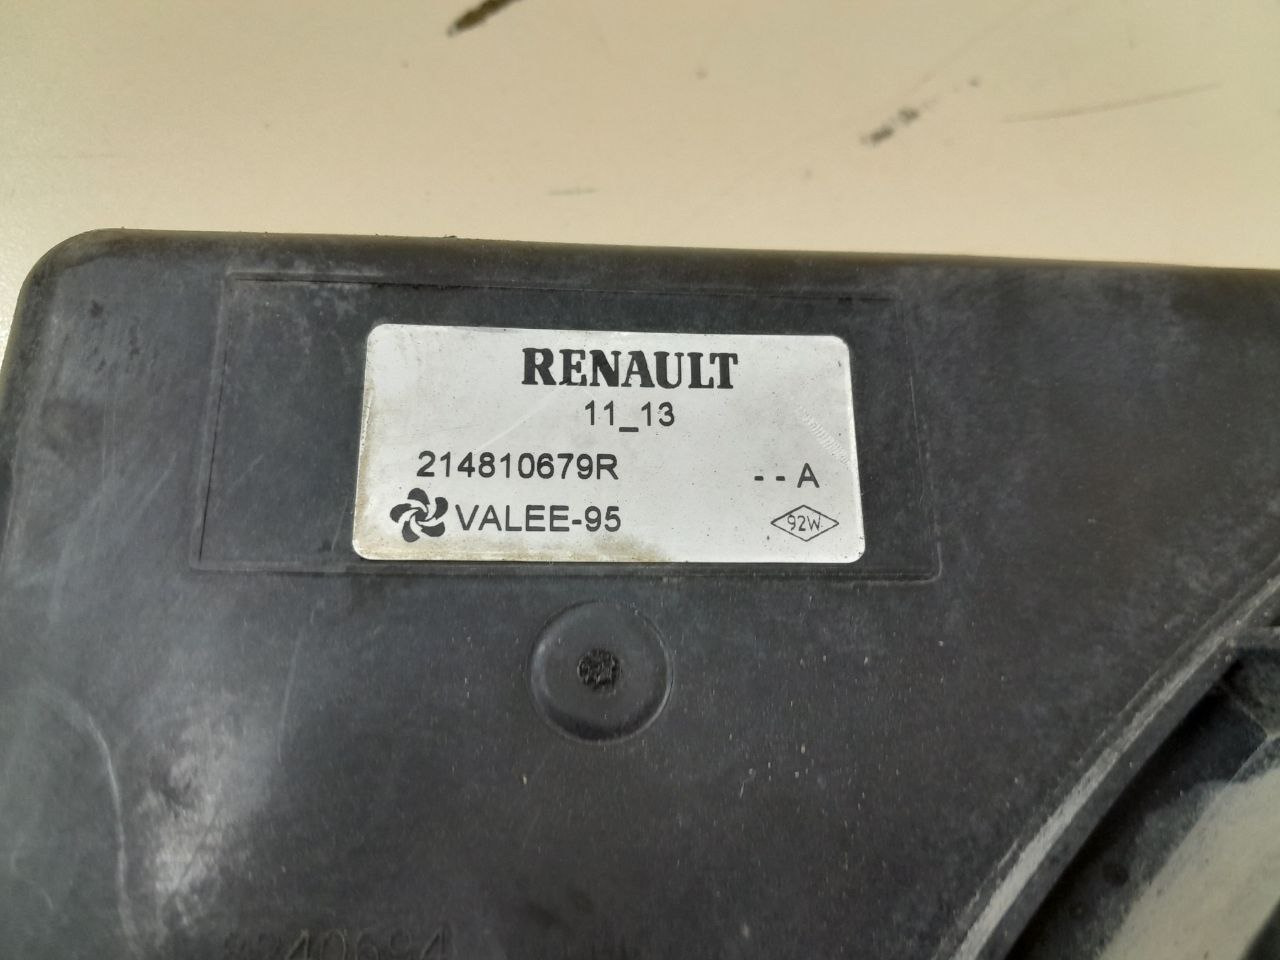 RENAULT
11_13
214810679R --A
VALEE-95 92W